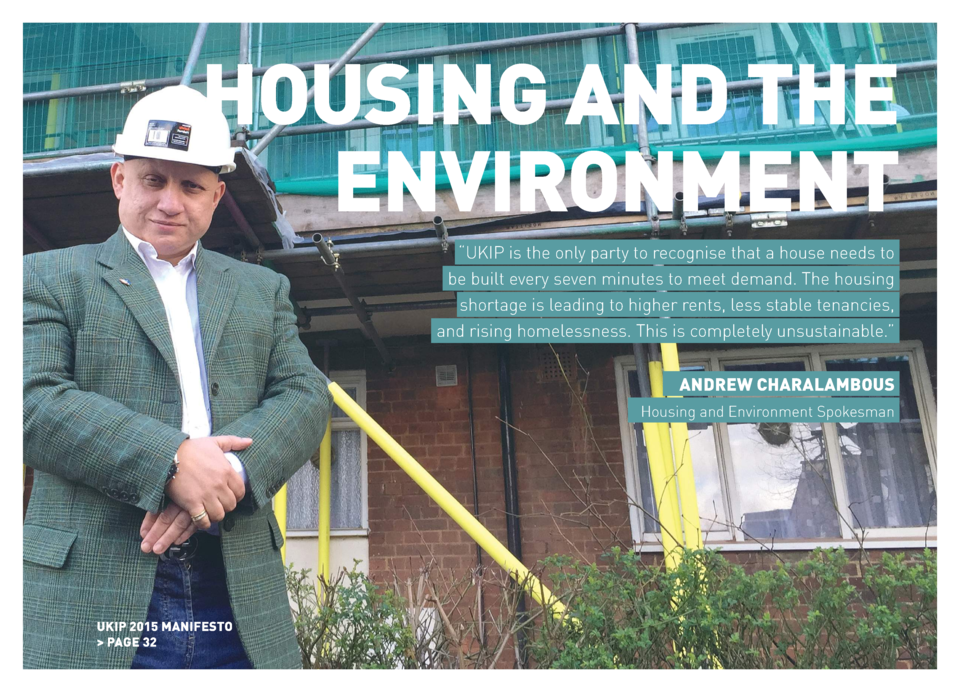 HOUSING AND THE
ENVIRONMENT
“UKIP is the only party to recognise that a house needs to
be built every seven minutes to meet demand. The housing
shortage is leading to higher rents, less stable tenancies,
and rising homelessness. This is completely unsustainable.”
ANDREW CHARALAMBOUS
Housing and Environment Spokesman
UKIP 2015 MANIFESTO
> PAGE 32